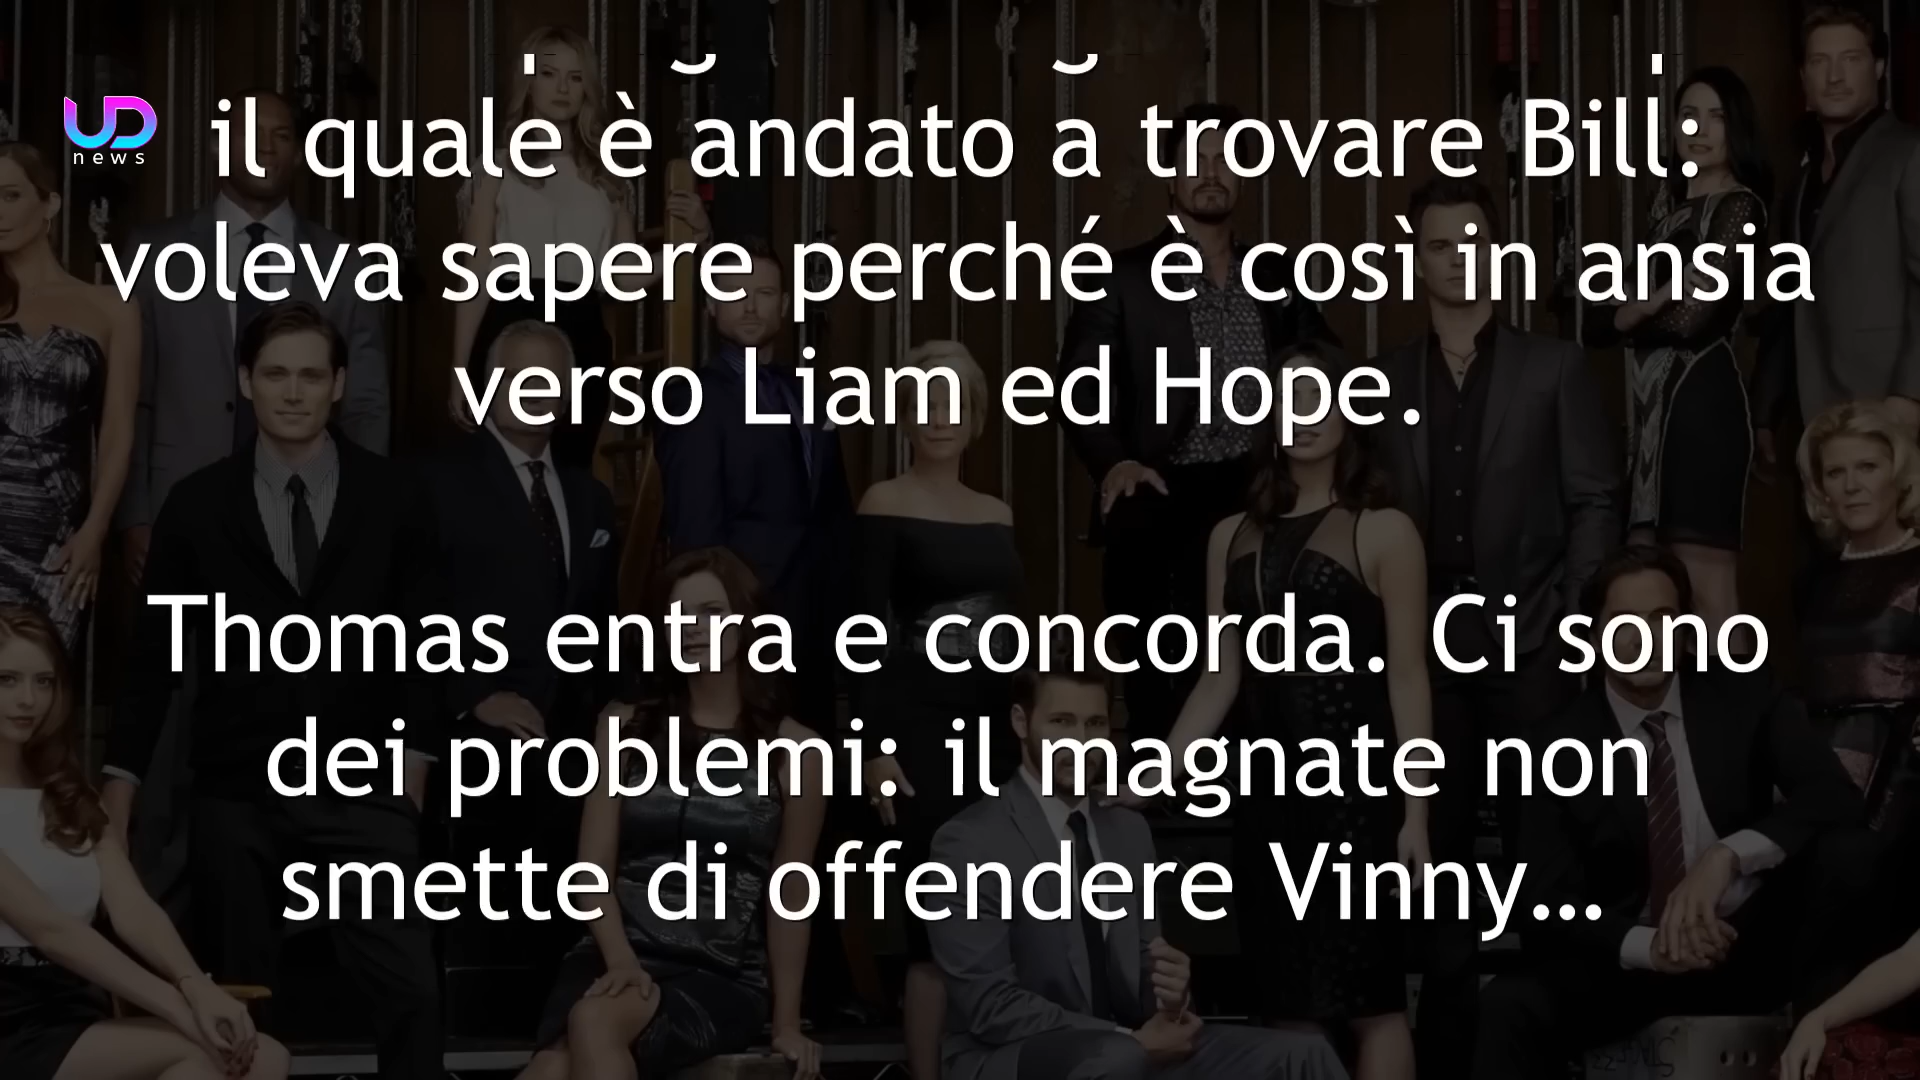 UD
news
il quale è andato a trovare Bill:
voleva sapere perché è così in ansia
verso Liam ed Hope.
Thomas entra e concorda. Ci sono
dei problemi: il magnate non
smette di offendere Vinny...